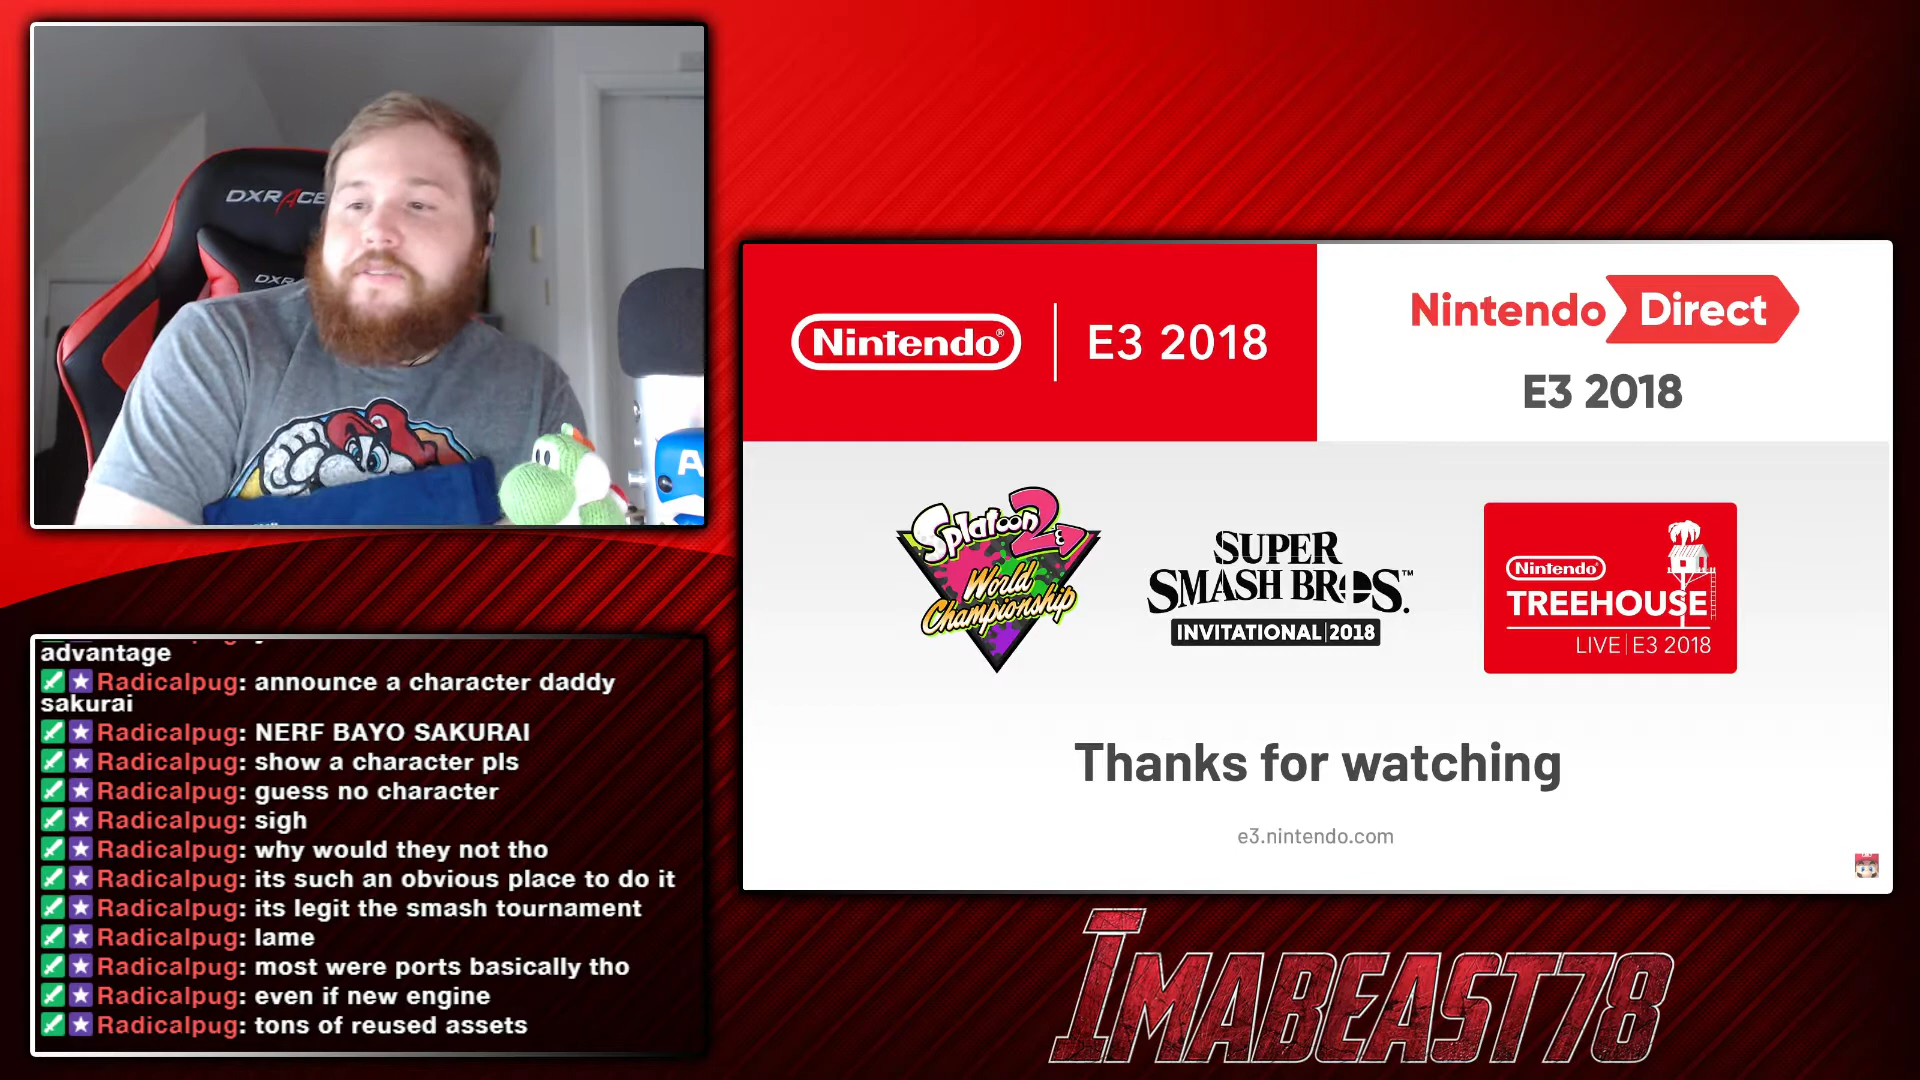 DXRACE
DXR
A
Nintendo® E3 2018
Nintendo Direct
E3 2018
Splatoon 2
World
Championship
SUPER
SMASH BROS.™
INVITATIONAL 2018
Nintendo®
TREEHOUSE
LIVE E3 2018
Thanks for watching
e3.nintendo.com
advantage
Radicalpug: announce a character daddy
sakurai
Radicalpug: NERF BAYO SAKURAI
Radicalpug: show a character pls
Radicalpug: guess no character
Radicalpug: sigh
Radicalpug: why would they not tho
Radicalpug: its such an obvious place to do it
Radicalpug: its legit the smash tournament
Radicalpug: lame
Radicalpug: most were ports basically tho
Radicalpug: even if new engine
Radicalpug: tons of reused assets
IMABEAST78